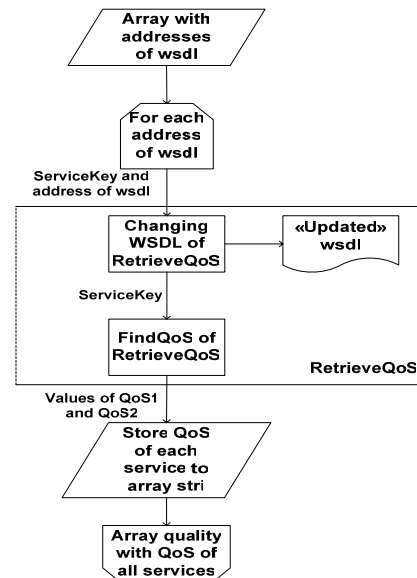 Array with
addresses
of wsdl
For each
address
of wsdl
ServiceKey and
address of wsdl
Changing
WSDL of
RetrieveQoS
«Updated»
wsdl
ServiceKey
FindQoS of
RetrieveQoS
RetrieveQoS
Values of QoS1
and QoS2
Store QoS
of each
service to
array stri
Array quality
with QoS of
all services